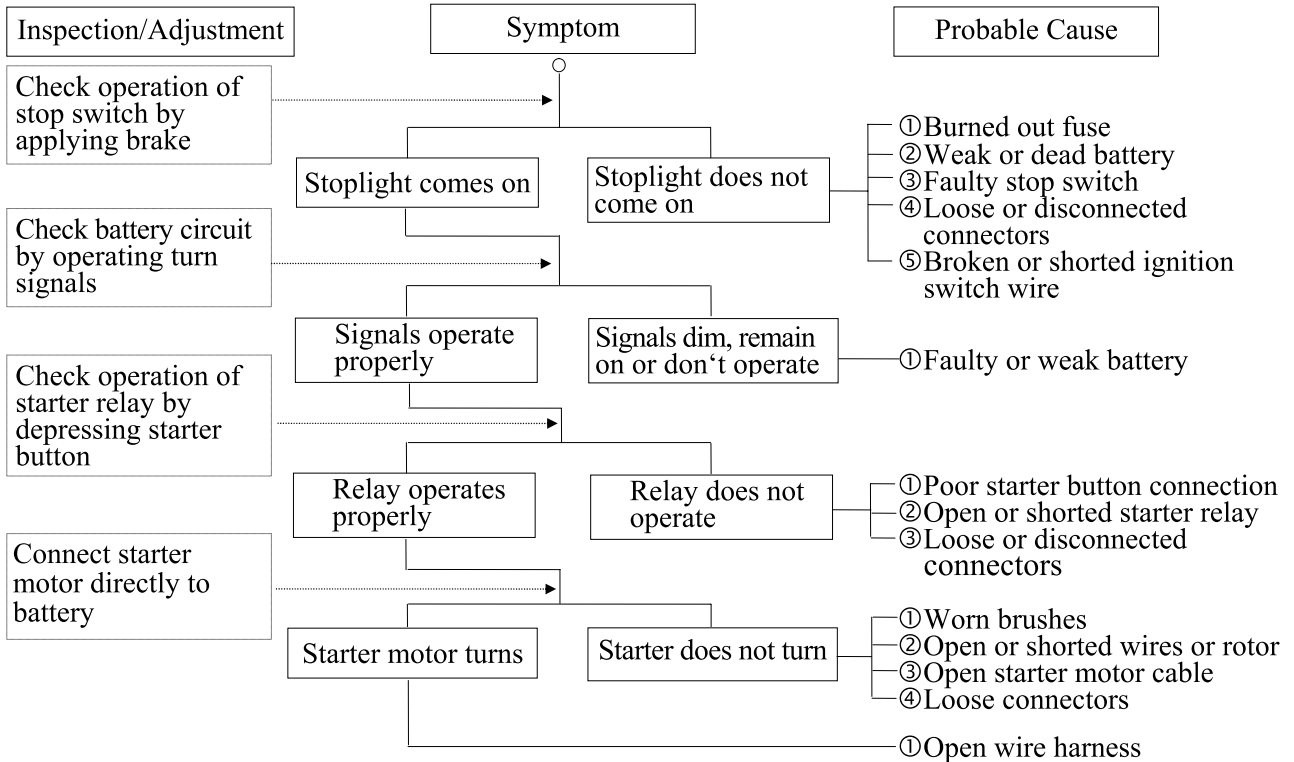 Inspection/Adjustment
Symptom
Probable Cause
Check operation of
stop switch by
applying brake
Stoplight comes on
Stoplight does not
come on
①Burned out fuse
②Weak or dead battery
③Faulty stop switch
④Loose or disconnected
connectors
⑤Broken or shorted ignition
switch wire
Check battery circuit
by operating turn
signals
Signals operate
properly
Signals dim, remain
on or don‘t operate
①Faulty or weak battery
Check operation of
starter relay by
depressing starter
button
Relay operates
properly
Relay does not
operate
①Poor starter button connection
②Open or shorted starter relay
③Loose or disconnected
connectors
Connect starter
motor directly to
battery
Starter motor turns
Starter does not turn
①Worn brushes
②Open or shorted wires or rotor
③Open starter motor cable
④Loose connectors
①Open wire harness